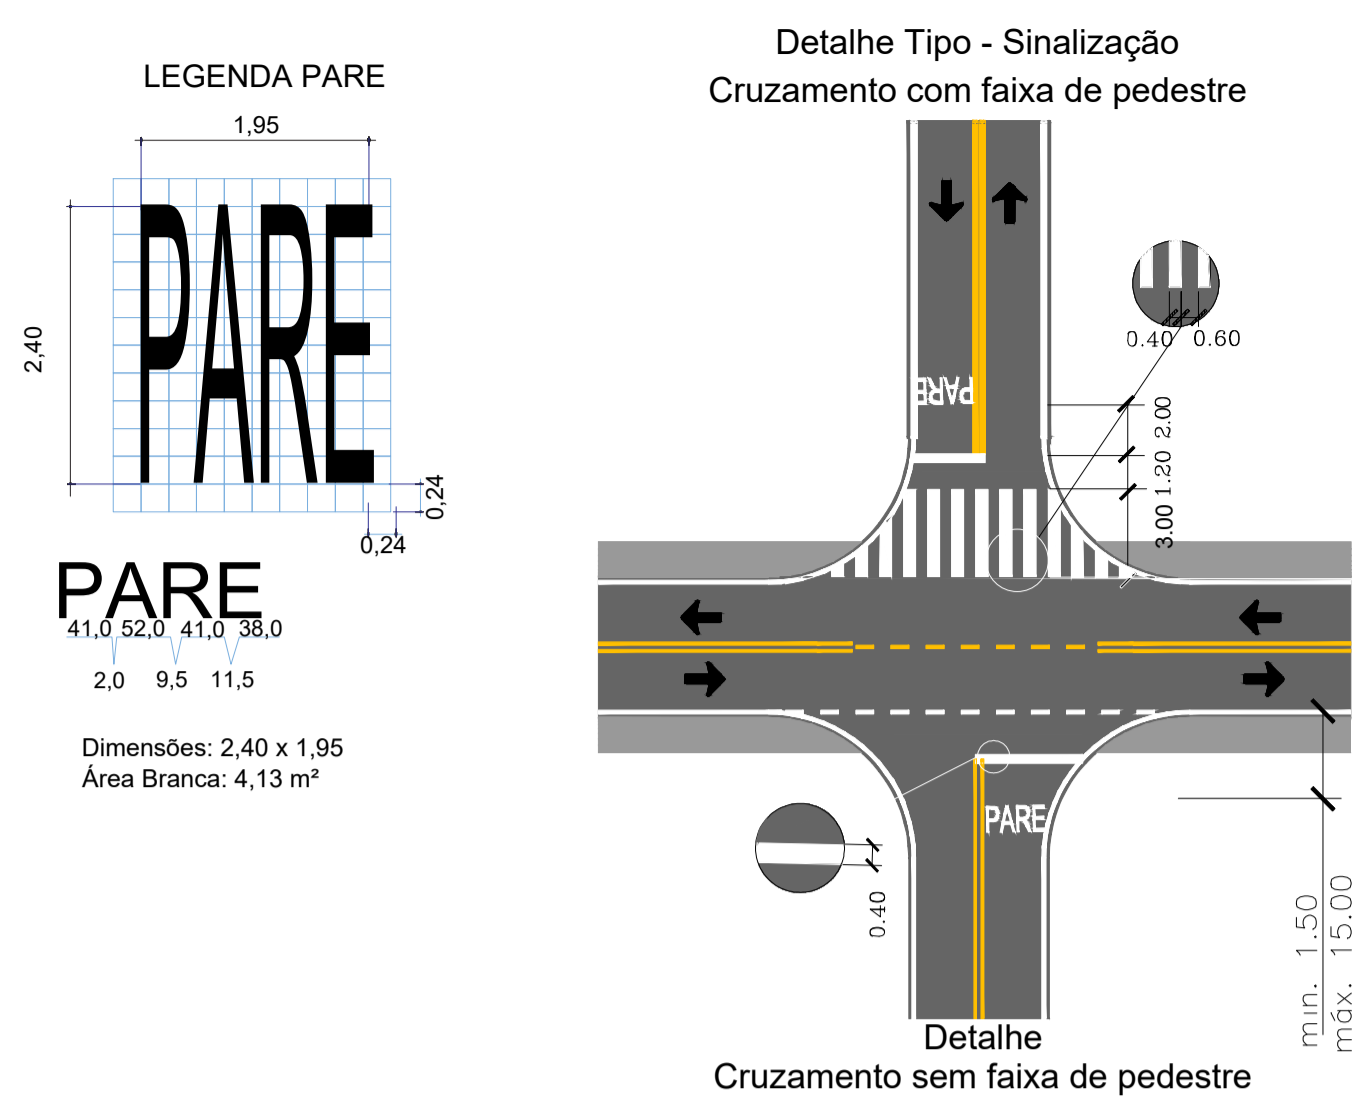 LEGENDA PARE
1,95
2,40
PARE
0,24
0,24
PARE
41,0 52,0 41,0 38,0
2,0 9,5 11,5
Dimensões: 2,40 x 1,95
Área Branca: 4,13 m²
Detalhe Tipo - Sinalização
Cruzamento com faixa de pedestre
0.40 0.60
PARE
2.00
1.20
3.00
PARE
0.40
min. 1.50
máx. 15.00
Detalhe
Cruzamento sem faixa de pedestre